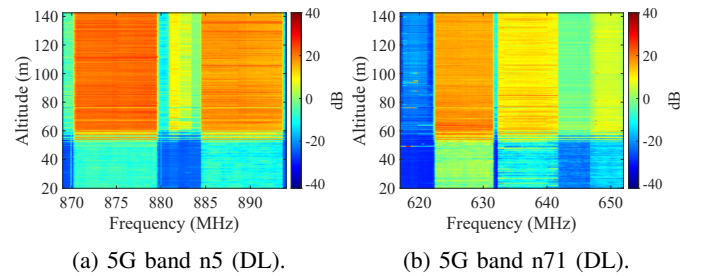 140
120
100
80
60
40
20
Altitude (m)
870 875 880 885 890
Frequency (MHz)
40
20
0
-20
-40
dB
(a) 5G band n5 (DL).
140
120
100
80
60
40
20
Altitude (m)
620 630 640 650
Frequency (MHz)
40
20
0
-20
-40
dB
(b) 5G band n71 (DL).